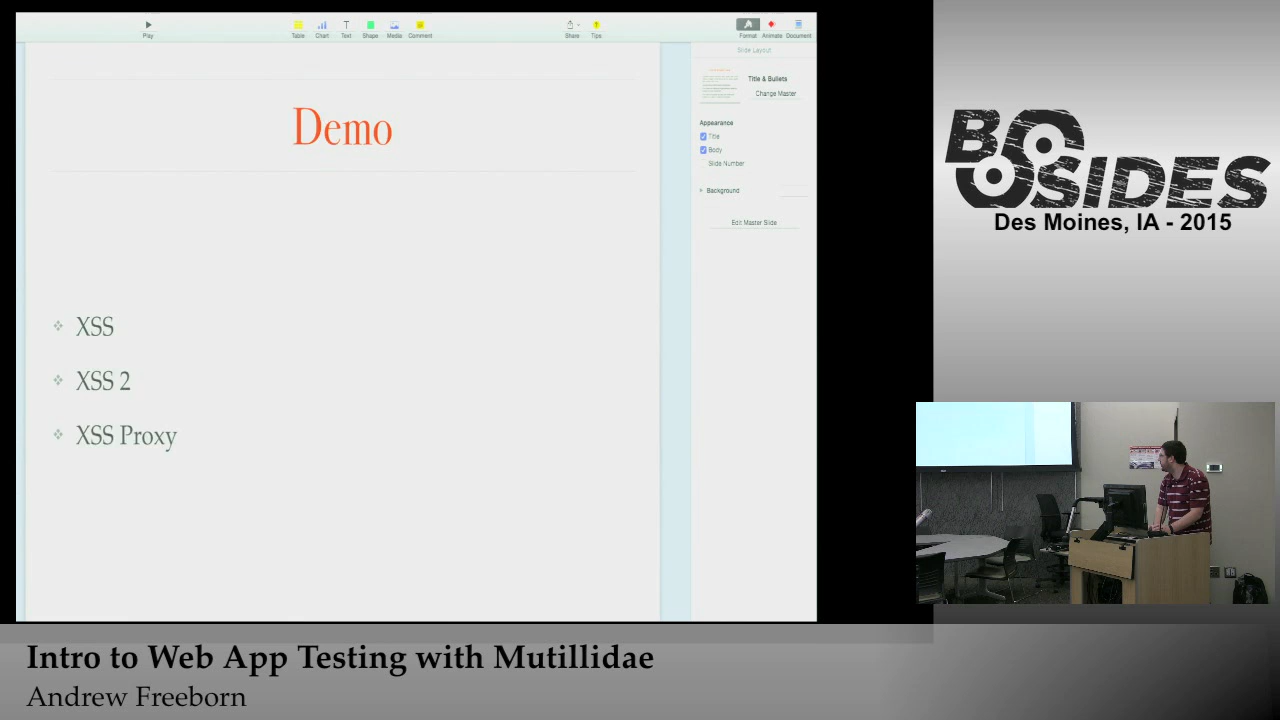 Play
Table
Chart
Text
Shape
Media
Comment
Share
Tips
Format
Animate
Document
Slide Layout
Title & Bullets
Change Master
Appearance
Title
Body
Slide Number
Background
Edit Master Slide
Demo
XSS
XSS 2
XSS Proxy
BSIDES
Des Moines, IA - 2015
Intro to Web App Testing with Mutillidae
Andrew Freeborn